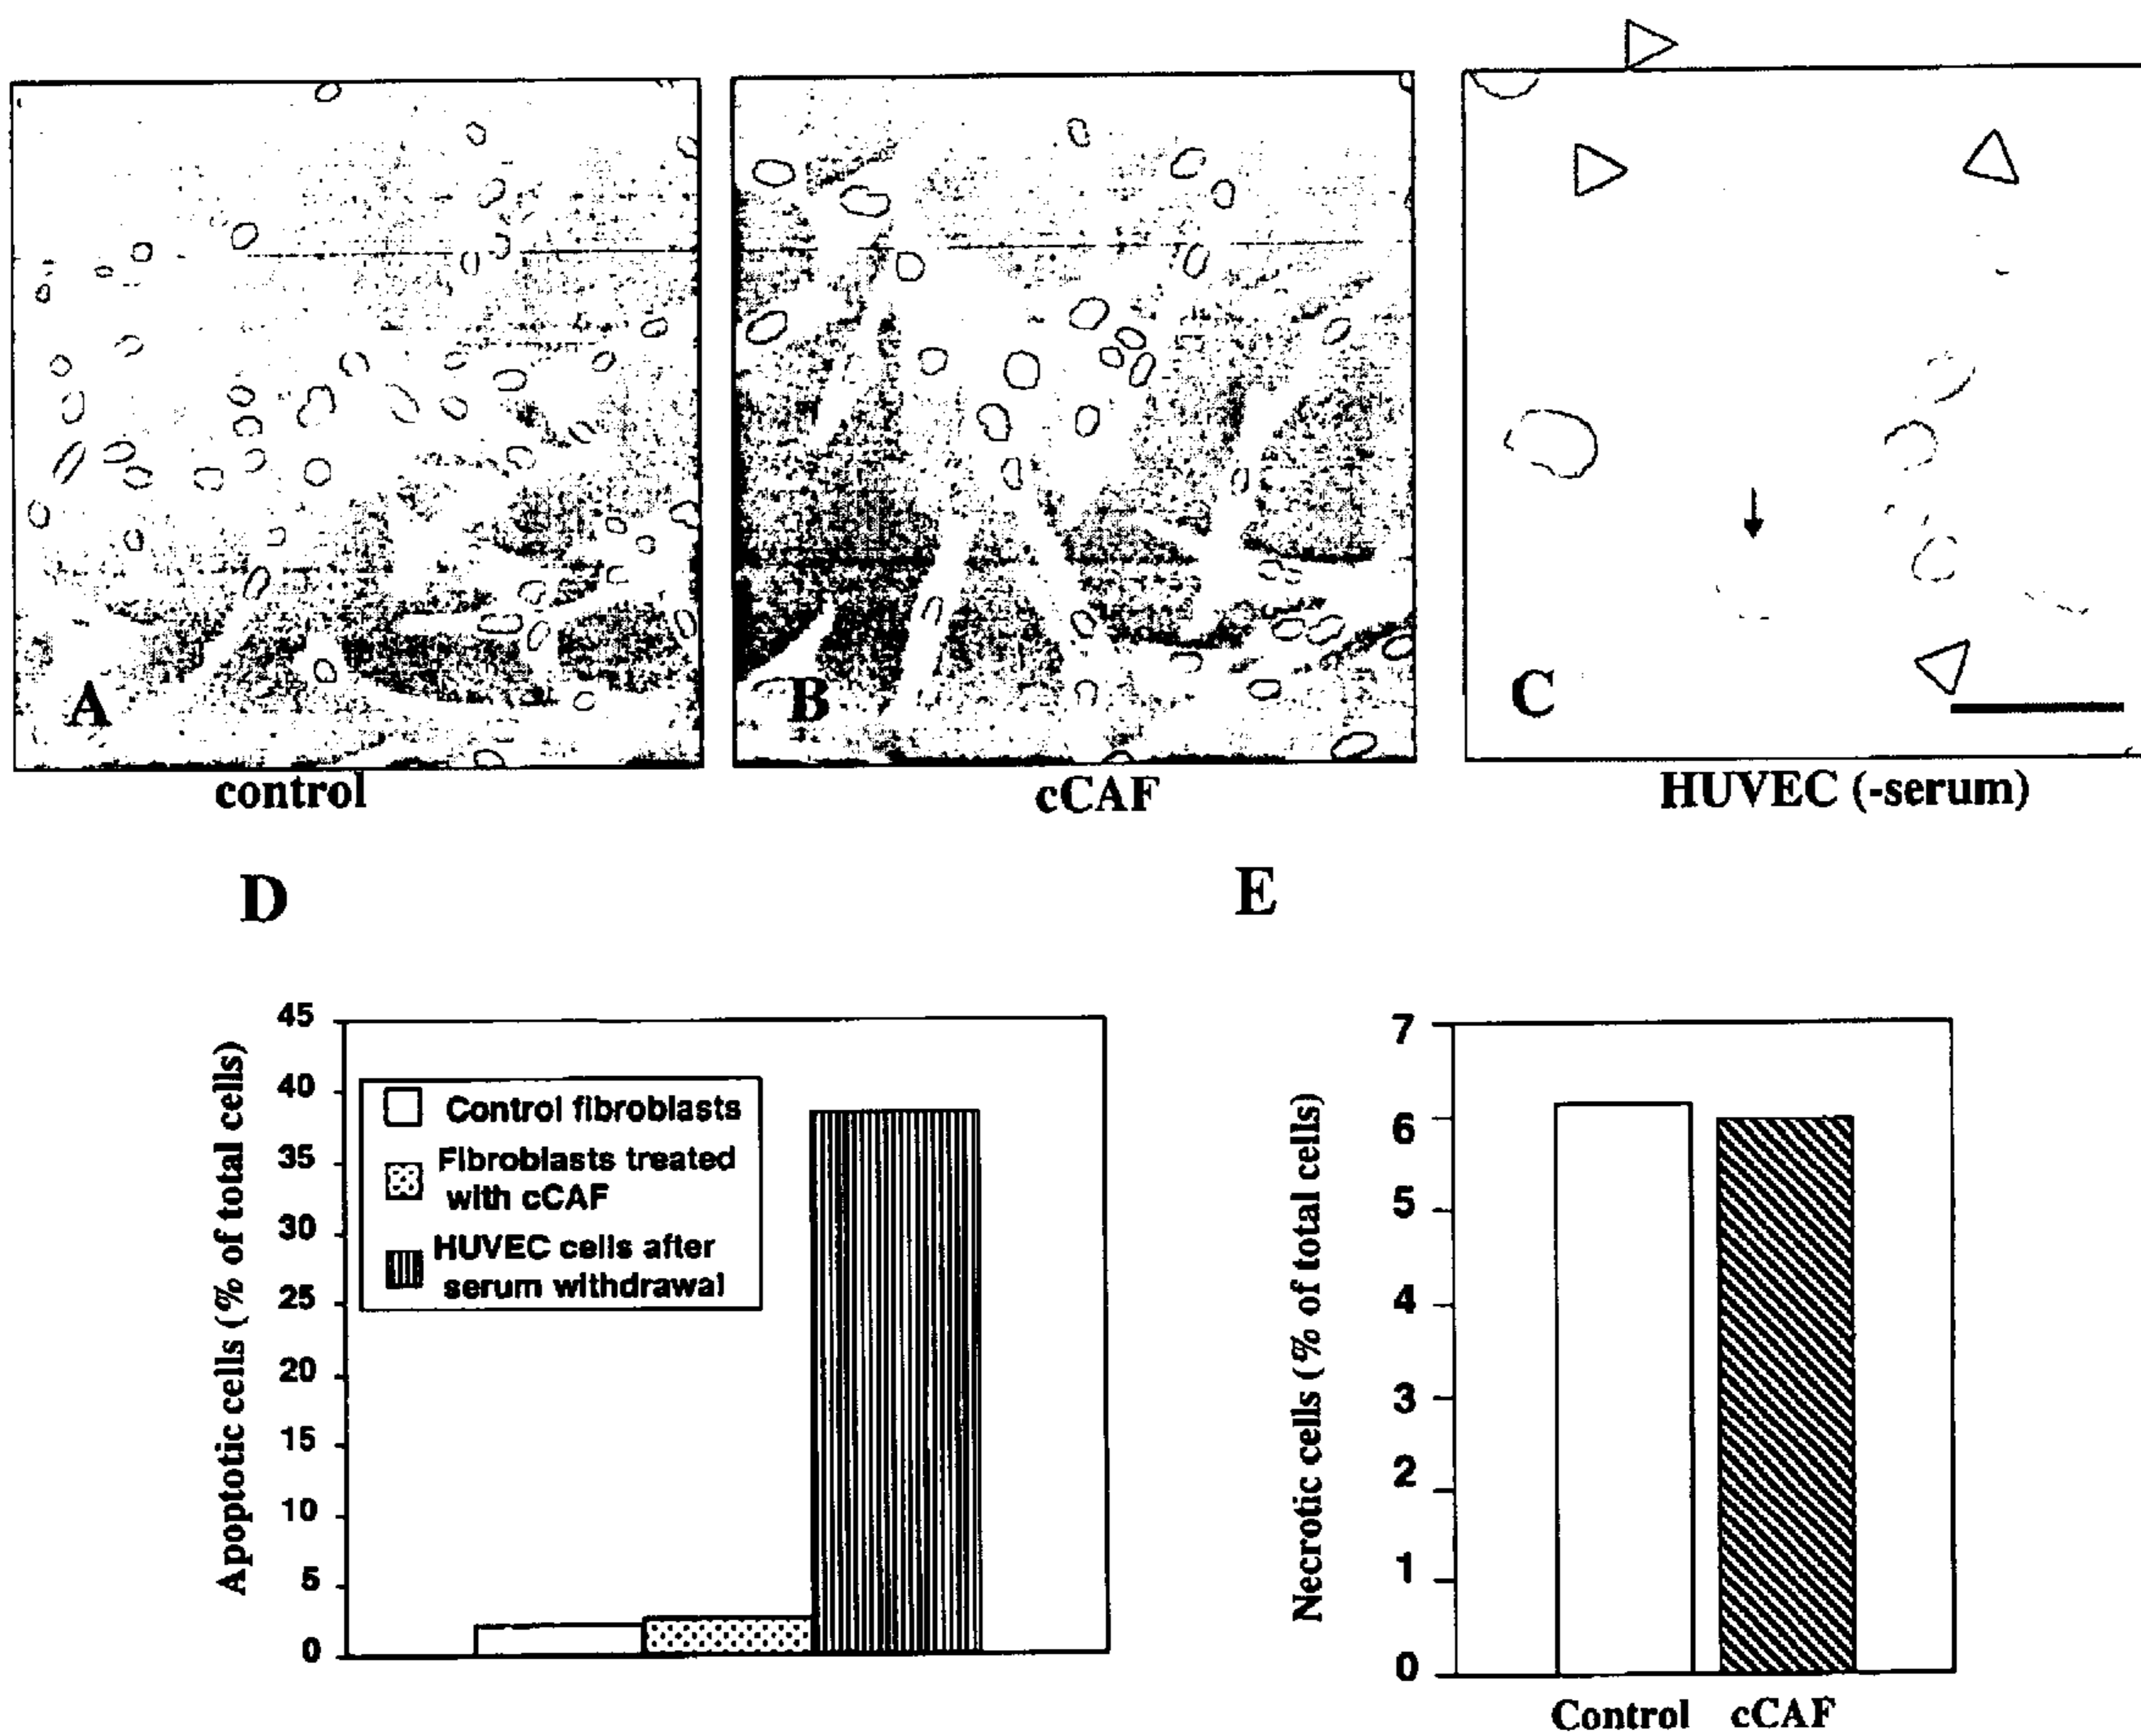 A
B
C
control
cCAF
HUVEC (-serum)
D
E
Apoptotic cells (% of total cells)
45
40
35
30
25
20
15
10
5
0
Control fibroblasts
Fibroblasts treated
with cCAF
HUVEC cells after
serum withdrawal
Necrotic cells (% of total cells)
7
6
5
4
3
2
1
0
Control
cCAF